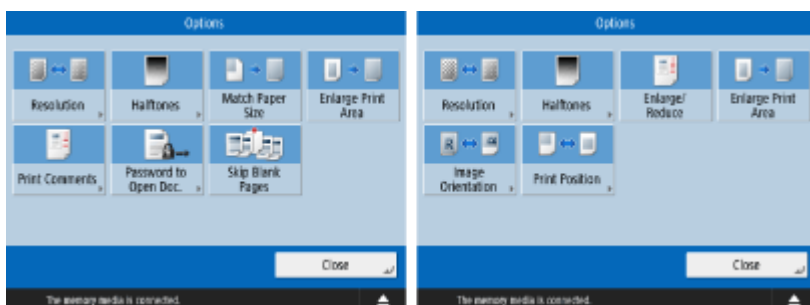 Options
Resolution
Halftones
Match Paper
Size
Enlarge Print
Area
Print Comments
Password to
Open Doc.
Skip Blank
Pages
Close
The memory media is connected.
Options
Resolution
Halftones
Enlarge/
Reduce
Enlarge Print
Area
Image
Orientation
Print Position
Close
The memory media is connected.